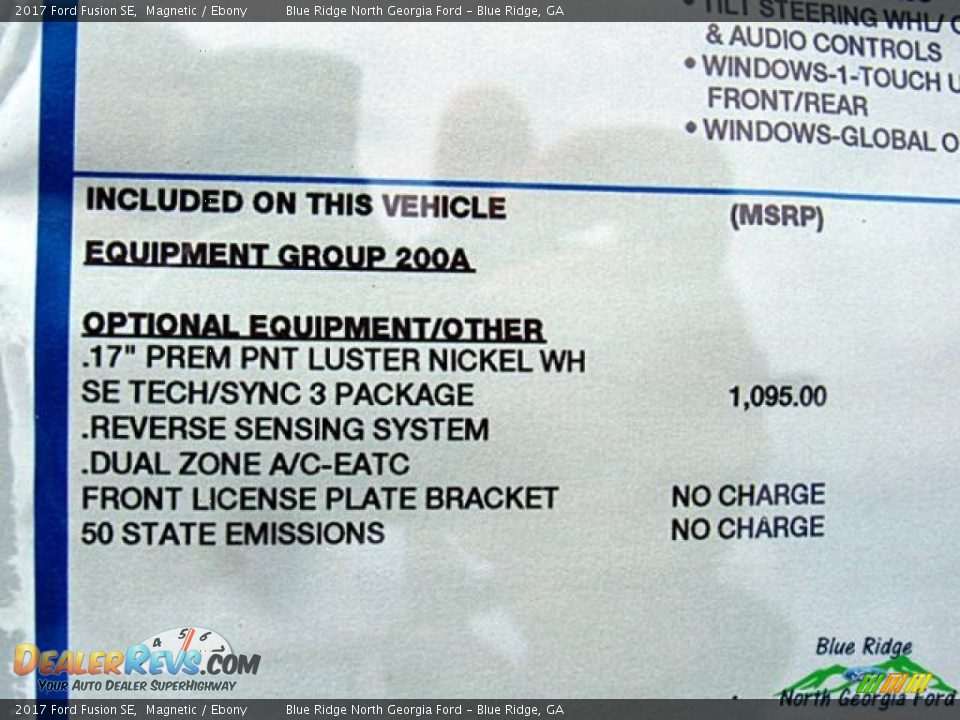 2017 Ford Fusion SE,  Magnetic / Ebony  Blue Ridge North Georgia Ford - Blue Ridge, GA
• TILT STEERING WHL/
& AUDIO CONTROLS
• WINDOWS-1-TOUCH
FRONT/REAR
• WINDOWS-GLOBAL
INCLUDED ON THIS VEHICLE (MSRP)
EQUIPMENT GROUP 200A
OPTIONAL EQUIPMENT/OTHER
.17" PREM PNT LUSTER NICKEL WH
SE TECH/SYNC 3 PACKAGE 1,095.00
.REVERSE SENSING SYSTEM
.DUAL ZONE A/C-EATC
FRONT LICENSE PLATE BRACKET NO CHARGE
50 STATE EMISSIONS NO CHARGE
4 5 6 7
DEALERREVS.COM
YOUR AUTO DEALER SUPERHIGHWAY
Blue Ridge
North Georgia Ford
2017 Ford Fusion SE,  Magnetic / Ebony  Blue Ridge North Georgia Ford - Blue Ridge, GA